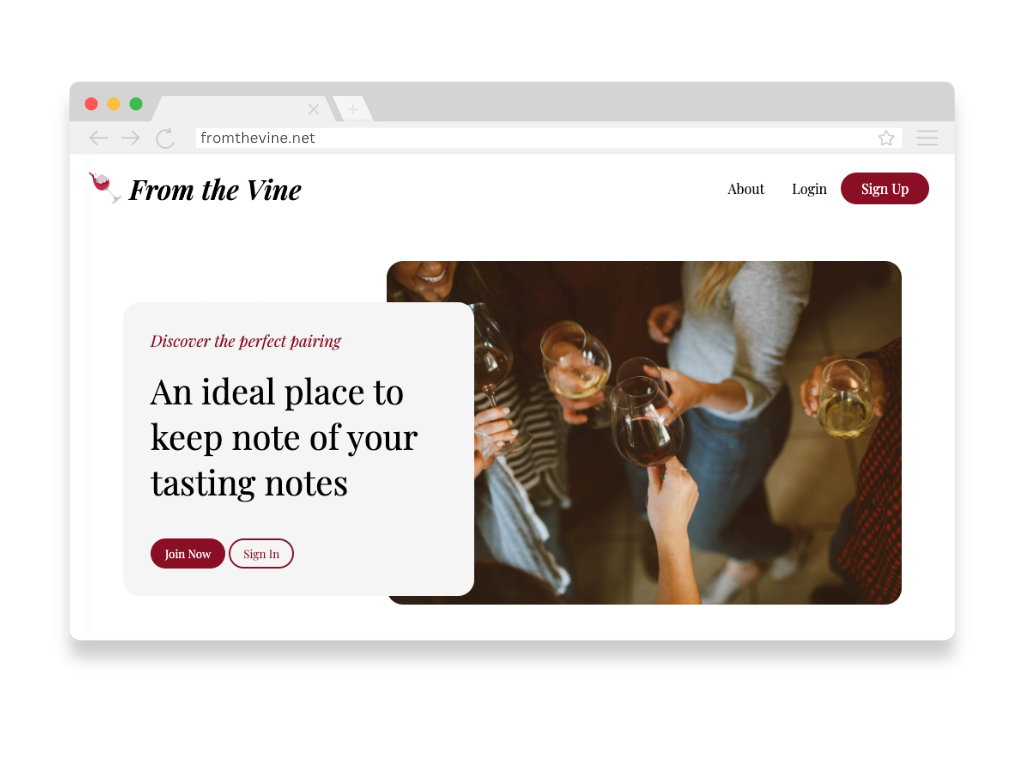 fromthevine.net
From the Vine
About
Login
Sign Up
Discover the perfect pairing
An ideal place to
keep note of your
tasting notes
Join Now
Sign In